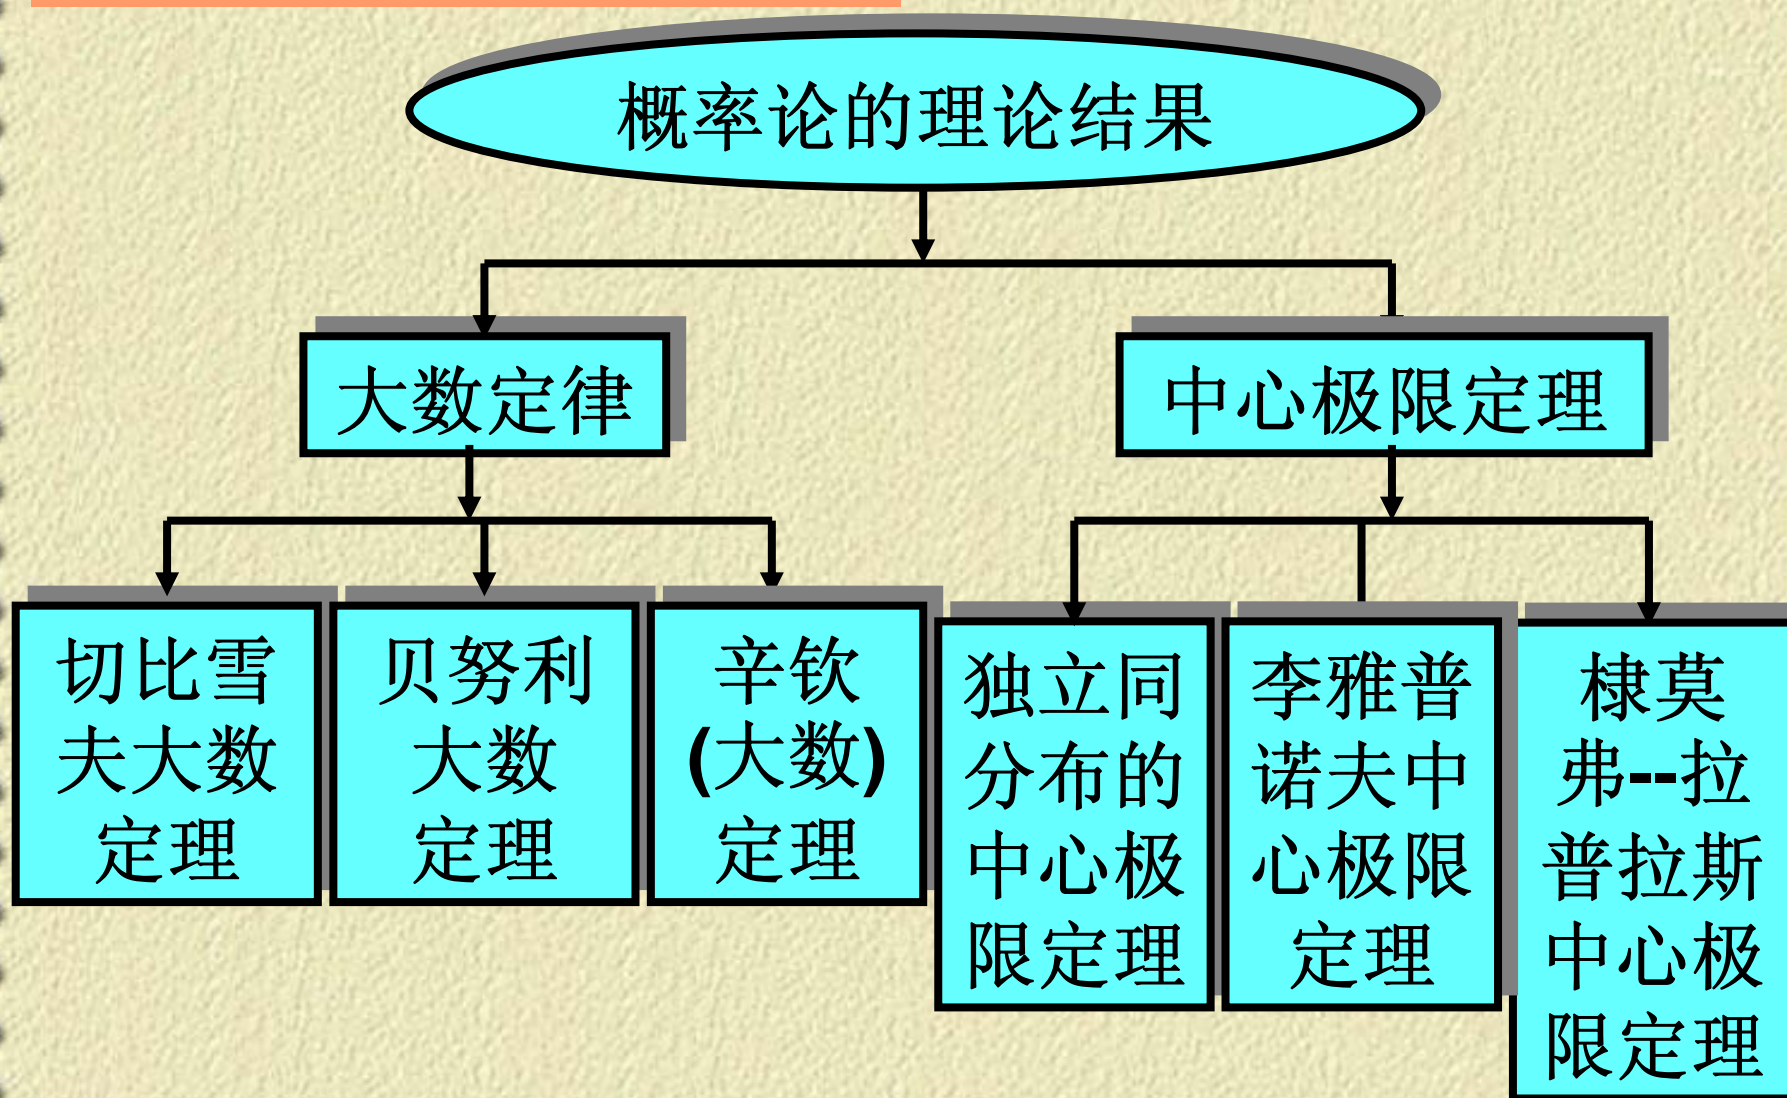 概率论的理论结果
大数定律
中心极限定理
切比雪
夫大数
定理
贝努利
大数
定理
辛钦
(大数)
定理
独立同
分布的
中心极
限定理
李雅普
诺夫中
心极限
定理
棣莫
弗--拉
普拉斯
中心极
限定理